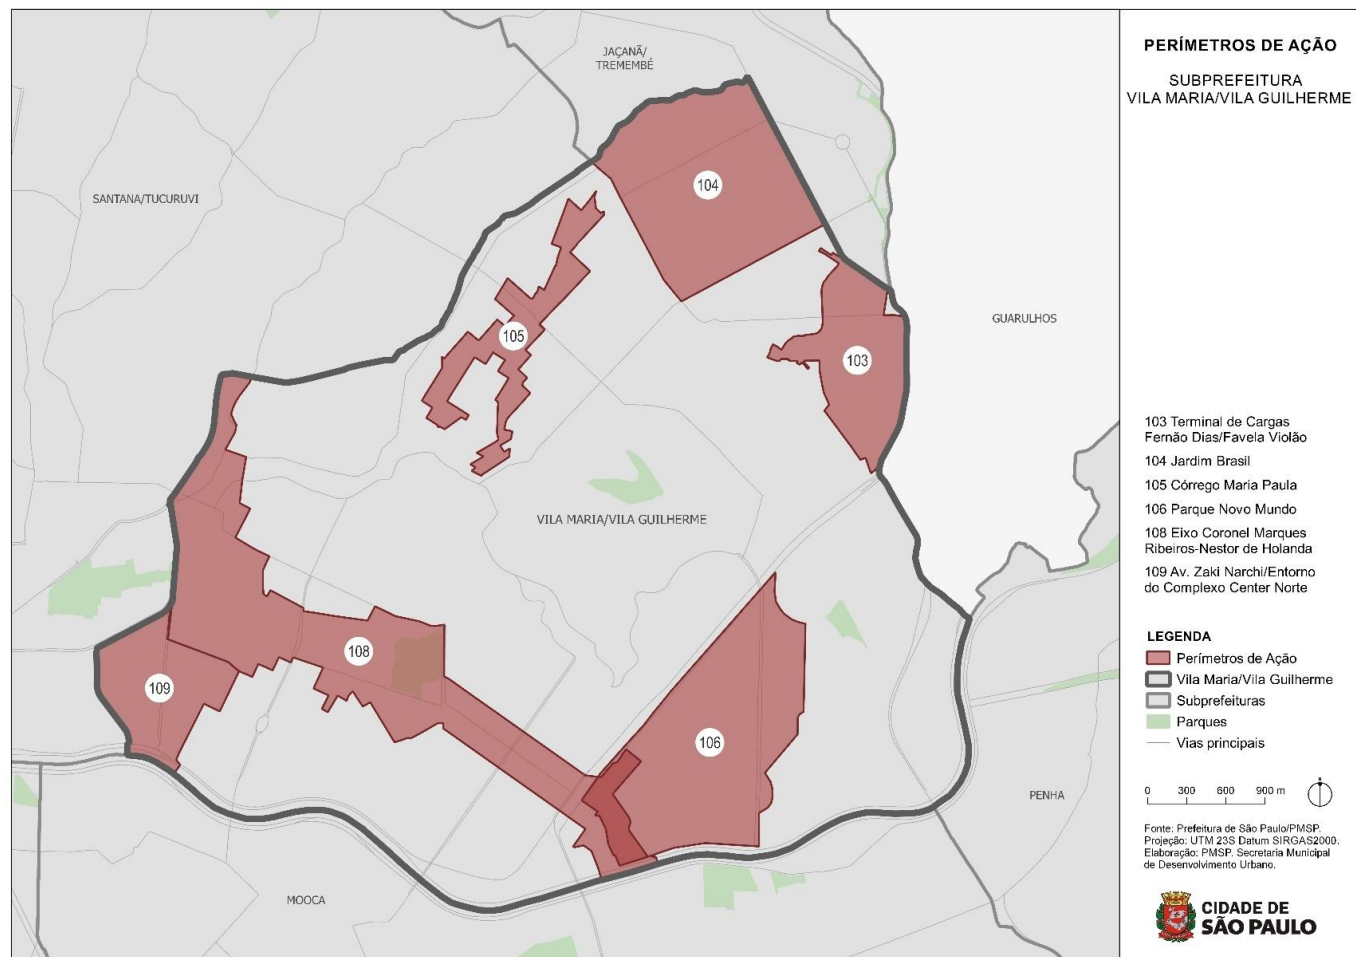 JAÇANÃ/
TREMEMBÉ
SANTANA/TUCURUVI
104
105
103
GUARULHOS
VILA MARIA/VILA GUILHERME
108
109
106
PENHA
MOOCA
PERÍMETROS DE AÇÃO
SUBPREFEITURA
VILA MARIA/VILA GUILHERME
103 Terminal de Cargas
Fernão Dias/Favela Violão
104 Jardim Brasil
105 Córrego Maria Paula
106 Parque Novo Mundo
108 Eixo Coronel Marques
Ribeiros-Nestor de Holanda
109 Av. Zaki Narchi/Entorno
do Complexo Center Norte
LEGENDA
Perímetros de Ação
Vila Maria/Vila Guilherme
Subprefeituras
Parques
Vias principais
0 300 600 900 m
Fonte: Prefeitura de São Paulo/PMSP.
Projeção: UTM 23S Datum SIRGAS2000.
Elaboração: PMSP. Secretaria Municipal
de Desenvolvimento Urbano.
CIDADE DE
SÃO PAULO